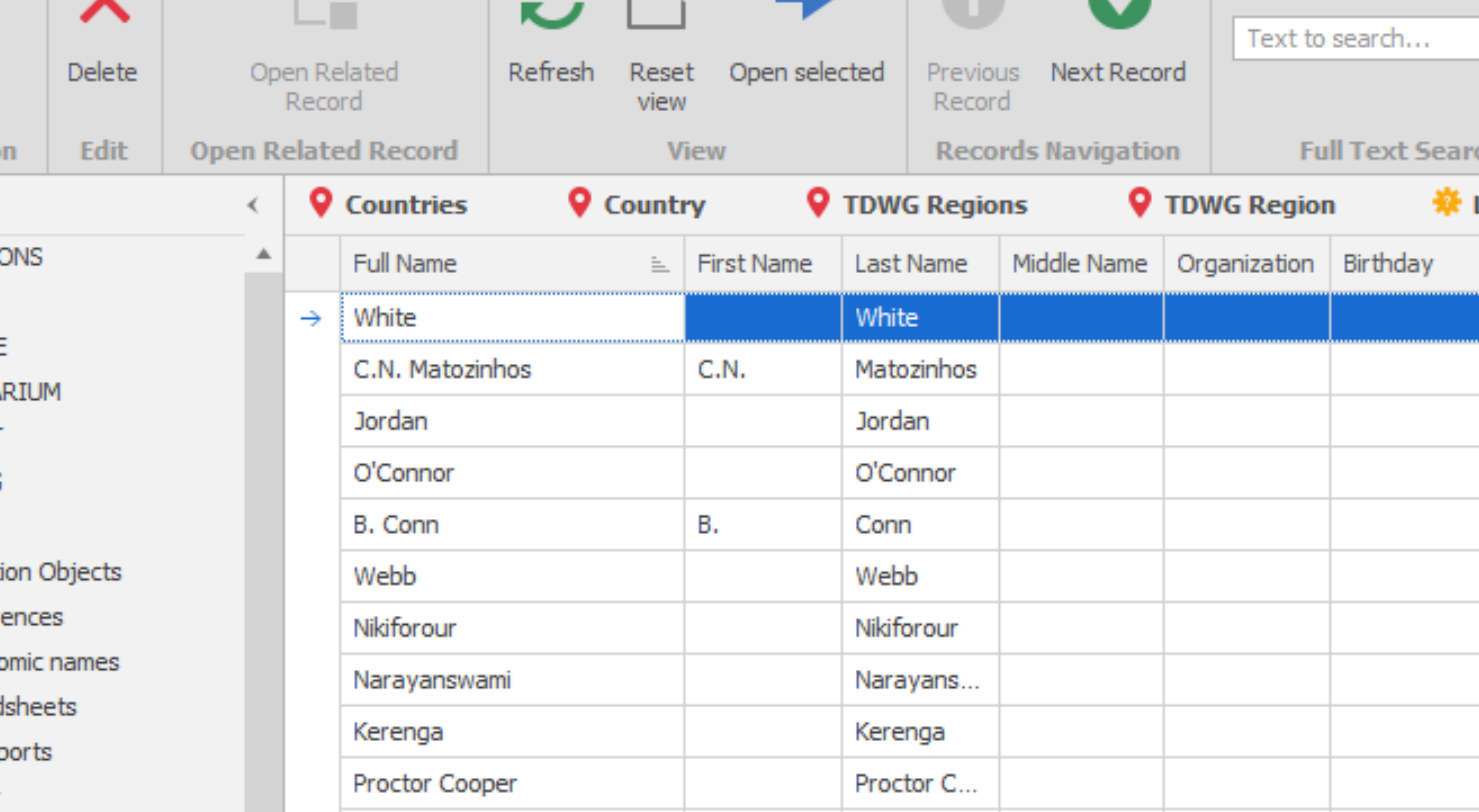 Text to search...
Delete
Open Related
Record
Refresh
Reset
view
Open selected
Previous
Record
Next Record
Edit
Open Related Record
View
Records Navigation
Full Text
Countries
Country
TDWG Regions
TDWG Region
ONS
ARIUM
ion Objects
ences
omic names
dsheets
ports
Full Name First Name Last Name Middle Name Organization Birthday
White White
C.N. Matozinhos C.N. Matozinhos
Jordan Jordan
O'Connor O'Connor
B. Conn B. Conn
Webb Webb
Nikiforour Nikiforour
Narayanswami Narayans...
Kerenga Kerenga
Proctor Cooper Proctor C...